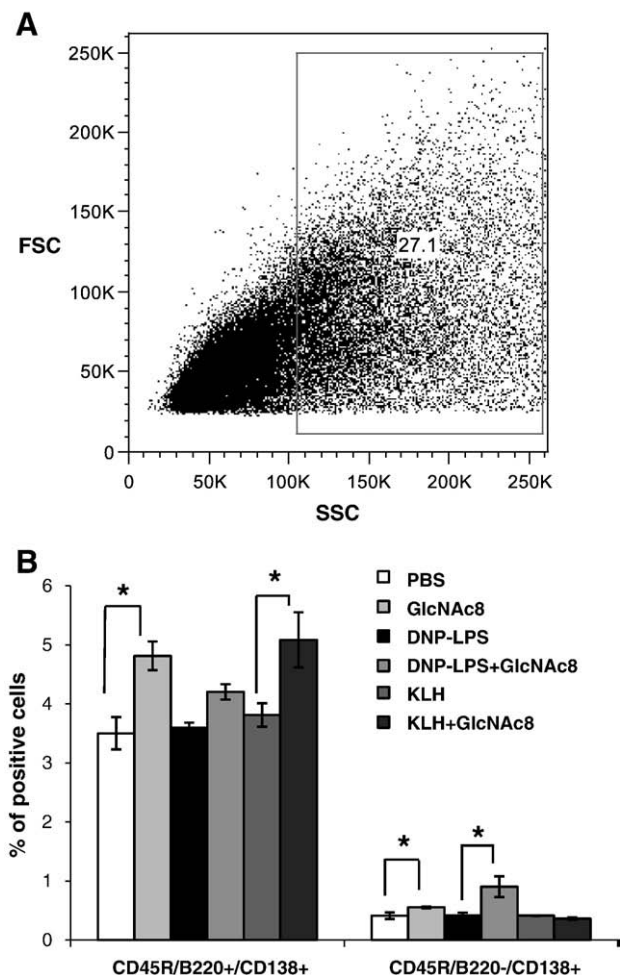 A
250K
200K
150K
FSC
27.1
100K
50K
0
0 50K 100K 150K 200K 250K
SSC
B
% of positive cells
6
5
4
3
2
1
0
* * * *
PBS
GlcNAc8
DNP-LPS
DNP-LPS+GlcNAc8
KLH
KLH+GlcNAc8
CD45R/B220+/CD138+ CD45R/B220-/CD138+